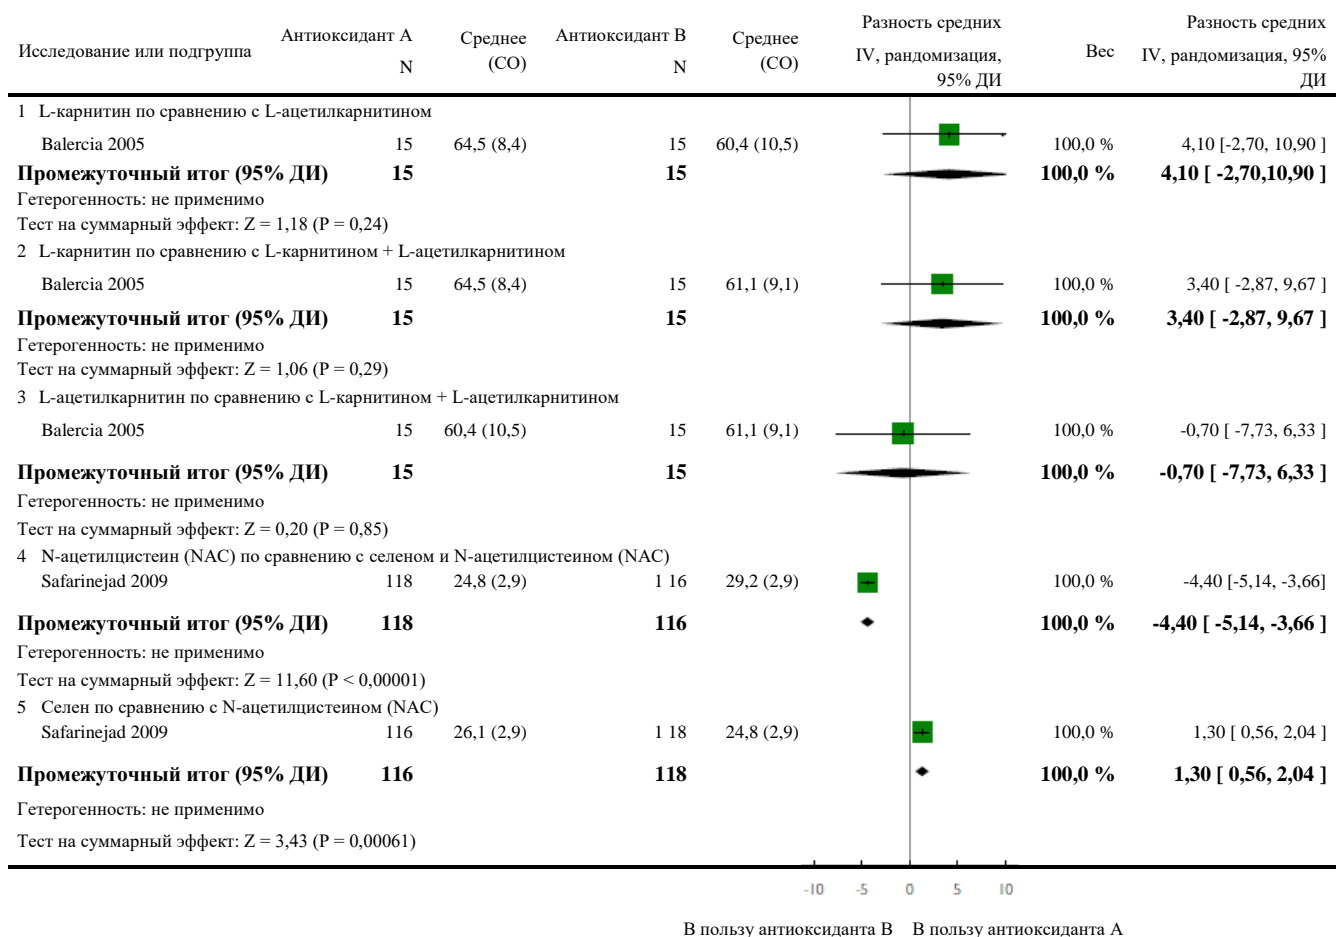 Исследование или подгруппа Антиоксидант А N Среднее (СО) Антиоксидант В N Среднее (СО) Разность средних IV, рандомизация, 95% ДИ Вес Разность средних IV, рандомизация, 95% ДИ
1 L-карнитин по сравнению с L-ацетилкарнитином
Balercia 2005 15 64,5 (8,4) 15 60,4 (10,5) 100,0 % 4,10 [-2,70, 10,90 ]
Промежуточный итог (95% ДИ) 15 15 100,0 % 4,10 [ -2,70,10,90 ]
Гетерогенность: не применимо
Тест на суммарный эффект: Z = 1,18 (P = 0,24)
2 L-карнитин по сравнению с L-карнитином + L-ацетилкарнитином
Balercia 2005 15 64,5 (8,4) 15 61,1 (9,1) 100,0 % 3,40 [ -2,87, 9,67 ]
Промежуточный итог (95% ДИ) 15 15 100,0 % 3,40 [ -2,87, 9,67 ]
Гетерогенность: не применимо
Тест на суммарный эффект: Z = 1,06 (P = 0,29)
3 L-ацетилкарнитин по сравнению с L-карнитином + L-ацетилкарнитином
Balercia 2005 15 60,4 (10,5) 15 61,1 (9,1) 100,0 % -0,70 [ -7,73, 6,33 ]
Промежуточный итог (95% ДИ) 15 15 100,0 % -0,70 [ -7,73, 6,33 ]
Гетерогенность: не применимо
Тест на суммарный эффект: Z = 0,20 (P = 0,85)
4 N-ацетилцистеин (NAC) по сравнению с селеном и N-ацетилцистеином (NAC)
Safarinejad 2009 118 24,8 (2,9) 1 16 29,2 (2,9) 100,0 % -4,40 [-5,14, -3,66]
Промежуточный итог (95% ДИ) 118 116 100,0 % -4,40 [ -5,14, -3,66 ]
Гетерогенность: не применимо
Тест на суммарный эффект: Z = 11,60 (P < 0,00001)
5 Селен по сравнению с N-ацетилцистеином (NAC)
Safarinejad 2009 116 26,1 (2,9) 1 18 24,8 (2,9) 100,0 % 1,30 [ 0,56, 2,04 ]
Промежуточный итог (95% ДИ) 116 118 100,0 % 1,30 [ 0,56, 2,04 ]
Гетерогенность: не применимо
Тест на суммарный эффект: Z = 3,43 (P = 0,00061)
-10 -5 0 5 10
В пользу антиоксиданта В В пользу антиоксиданта А